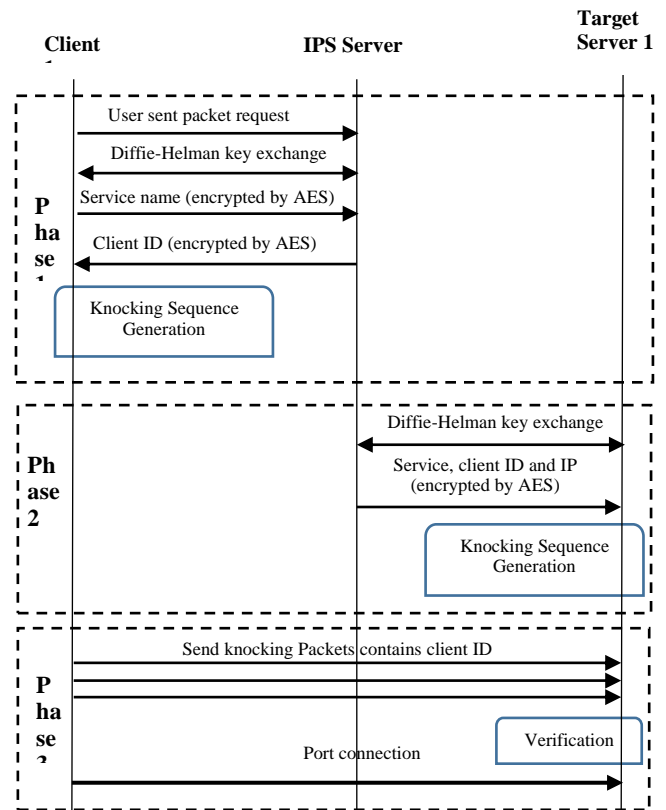 Client
IPS Server
Target
Server 1
User sent packet request
Diffie-Helman key exchange
Service name (encrypted by AES)
Client ID (encrypted by AES)
P
ha
se
Knocking Sequence
Generation
Diffie-Helman key exchange
Service, client ID and IP
(encrypted by AES)
Ph
ase
2
Knocking Sequence
Generation
Send knocking Packets contains client ID
P
ha
se
Verification
Port connection